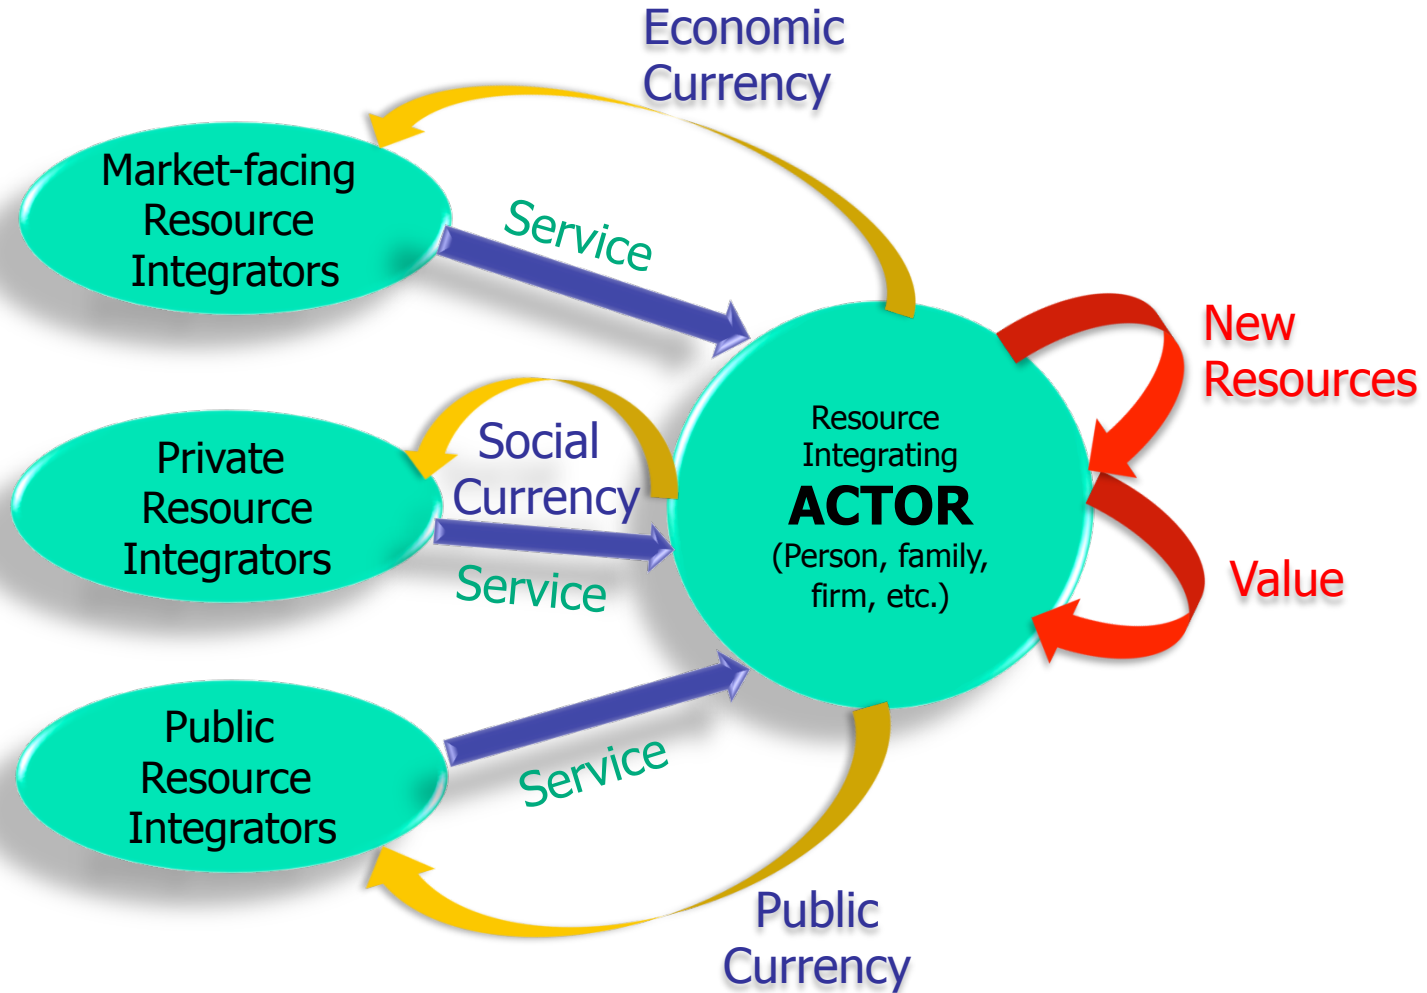 Economic
Currency
Market-facing
Resource
Integrators
Service
New
Resources
Private
Resource
Integrators
Social
Currency
Service
Resource
Integrating
ACTOR
(Person, family,
firm, etc.)
Value
Public
Resource
Integrators
Service
Public
Currency